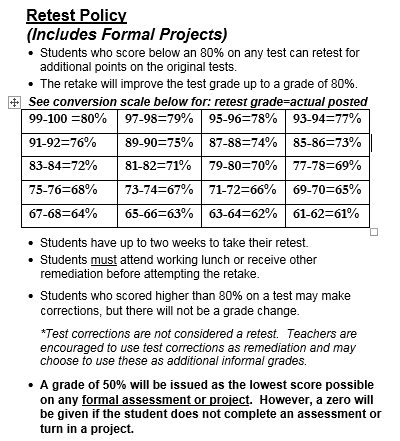 Retest Policy
(Includes Formal Projects)
• Students who score below an 80% on any test can retest for
additional points on the original tests.
• The retake will improve the test grade up to a grade of 80%.
See conversion scale below for: retest grade=actual posted
99-100 =80% 97-98=79% 95-96=78% 93-94=77%
91-92=76% 89-90=75% 87-88=74% 85-86=73%
83-84=72% 81-82=71% 79-80=70% 77-78=69%
75-76=68% 73-74=67% 71-72=66% 69-70=65%
67-68=64% 65-66=63% 63-64=62% 61-62=61%
• Students have up to two weeks to take their retest.
• Students must attend working lunch or receive other
remediation before attempting the retake.
• Students who scored higher than 80% on a test may make
corrections, but there will not be a grade change.
*Test corrections are not considered a retest. Teachers are
encouraged to use test corrections as remediation and may
choose to use these as additional informal grades.
• A grade of 50% will be issued as the lowest score possible
on any formal assessment or project. However, a zero will
be given if the student does not complete an assessment or
turn in a project.